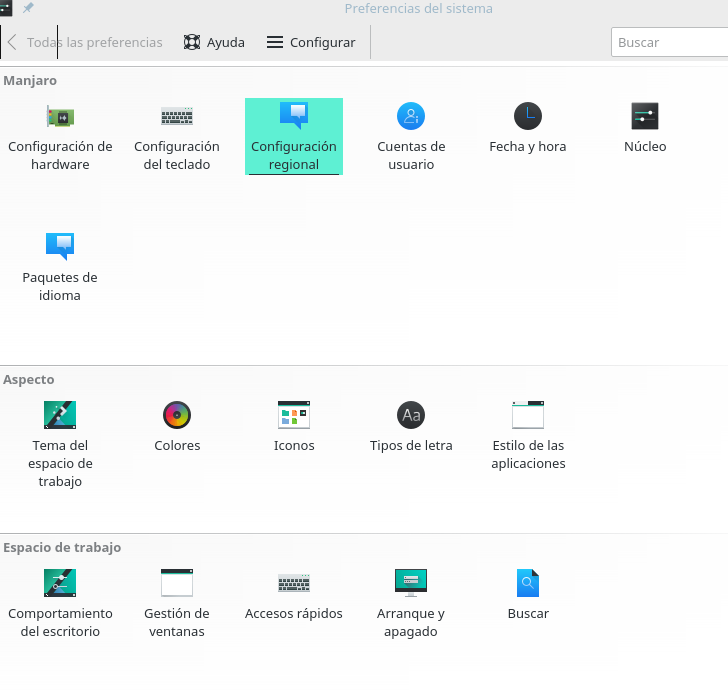 Preferencias del sistema
Todas las preferencias Ayuda Configurar Buscar
Manjaro
Configuración de hardware
Configuración del teclado
Configuración regional
Cuentas de usuario
Fecha y hora
Núcleo
Paquetes de idioma
Aspecto
Tema del espacio de trabajo
Colores
Iconos
Aa
Tipos de letra
Estilo de las aplicaciones
Espacio de trabajo
Comportamiento del escritorio
Gestión de ventanas
Accesos rápidos
Arranque y apagado
Buscar